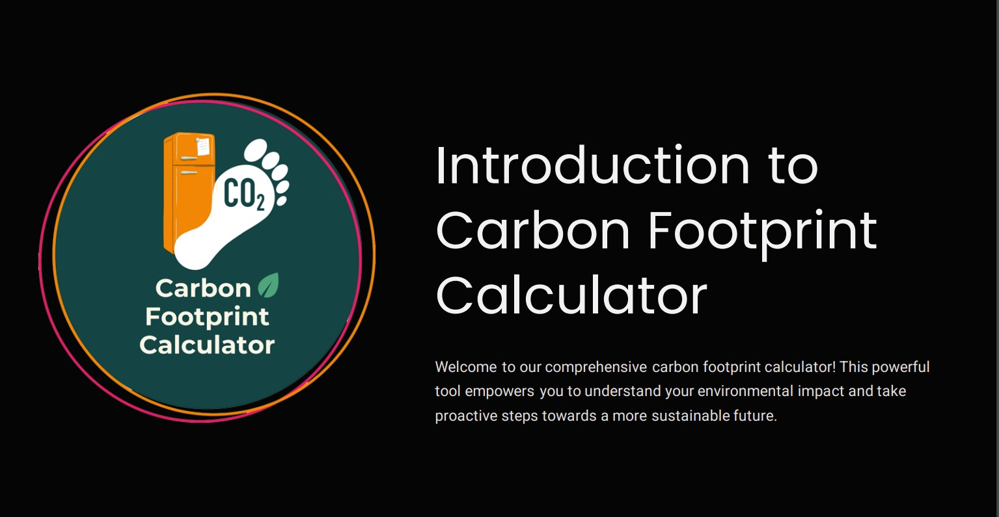 CO₂
Carbon
Footprint
Calculator
Introduction to
Carbon Footprint
Calculator
Welcome to our comprehensive carbon footprint calculator! This powerful
tool empowers you to understand your environmental impact and take
proactive steps towards a more sustainable future.